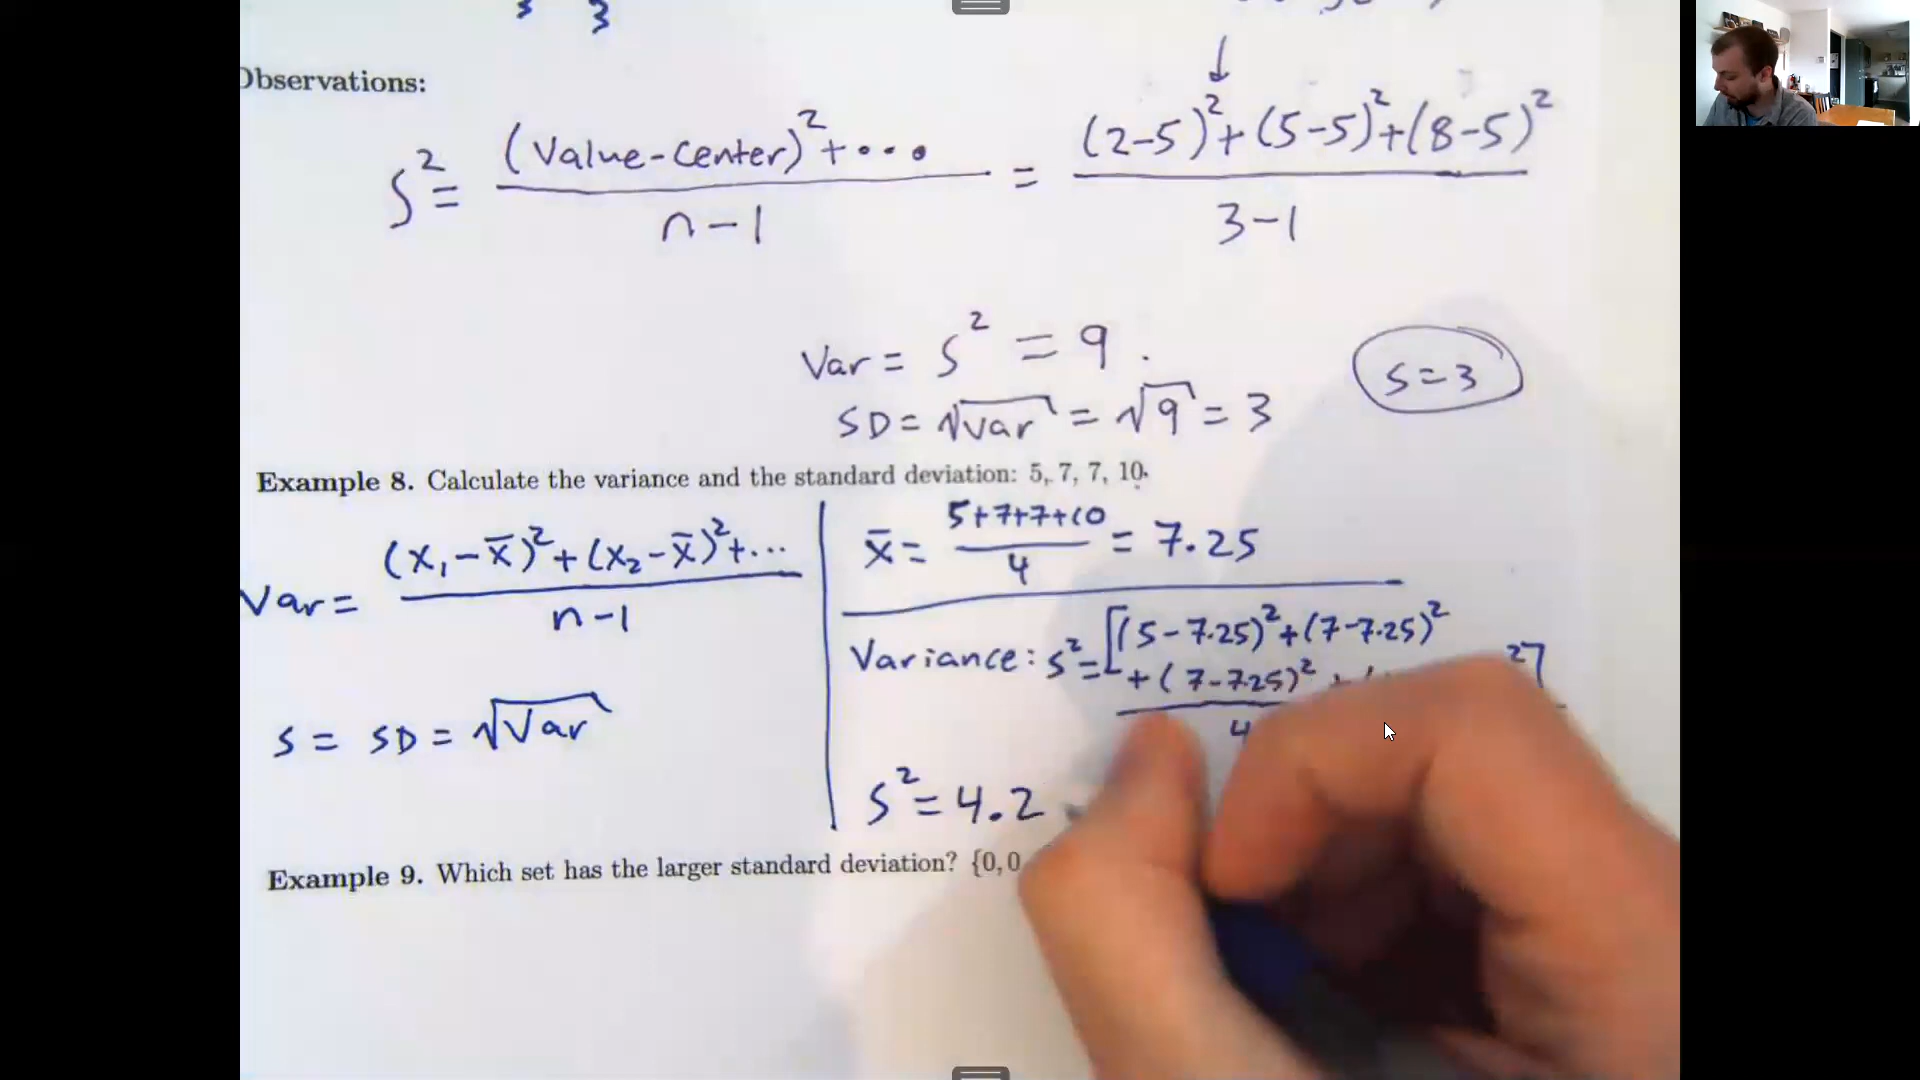 Observations:
S² = (Value-center)² + ... / n-1 = (2-5)² + (5-5)² + (8-5)² / 3-1
Var = S² = 9.
S = 3
SD = √Var = √9 = 3
Example 8. Calculate the variance and the standard deviation: 5, 7, 7, 10.
Var = (x₁ - x̄)² + (x₂ - x̄)² + ... / n-1
x̄ = 5+7+7+10 / 4 = 7.25
Variance: s² = [(5-7.25)² + (7-7.25)²
+ (7-7.25)² +
4
S = SD = √Var
S² = 4.2
Example 9. Which set has the larger standard deviation? {0, 0